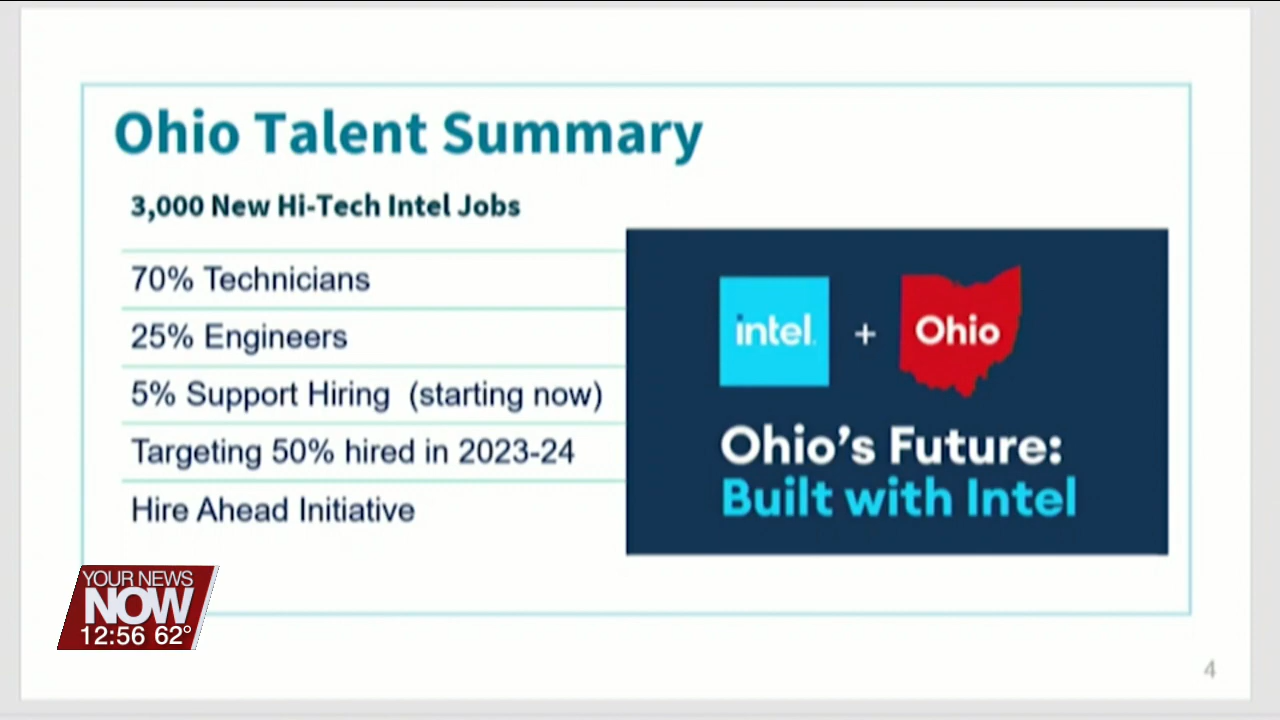 Ohio Talent Summary
3,000 New Hi-Tech Intel Jobs
70% Technicians
25% Engineers
5% Support Hiring (starting now)
Targeting 50% hired in 2023-24
Hire Ahead Initiative
intel.
+
Ohio
Ohio's Future:
Built with Intel
YOUR NEWS
NOW
12:56 62°
4